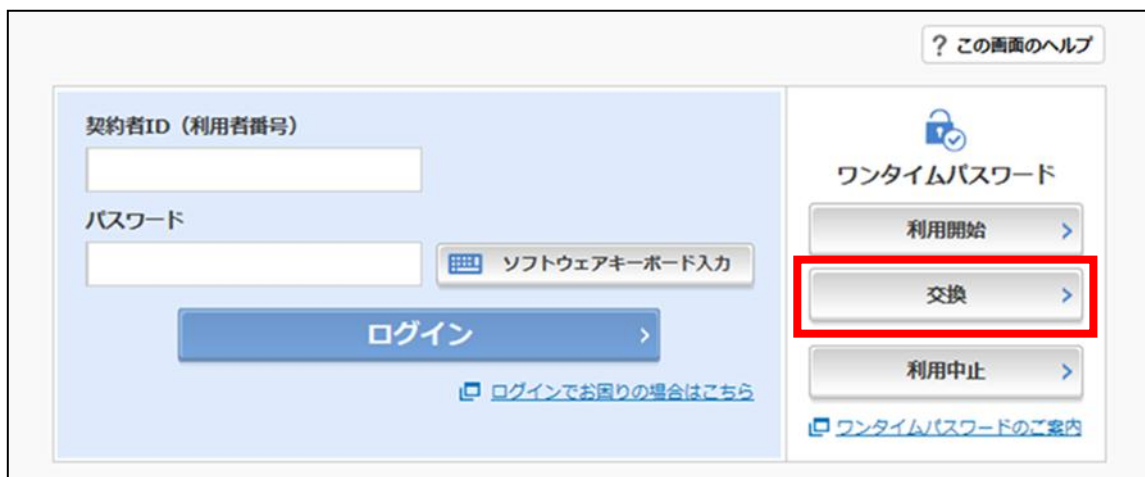 ? この画面のヘルプ
契約者ID（利用者番号）
パスワード
ソフトウェアキーボード入力
ログイン
ログインでお困りの場合はこちら
ワンタイムパスワード
利用開始
交換
利用中止
ワンタイムパスワードのご案内